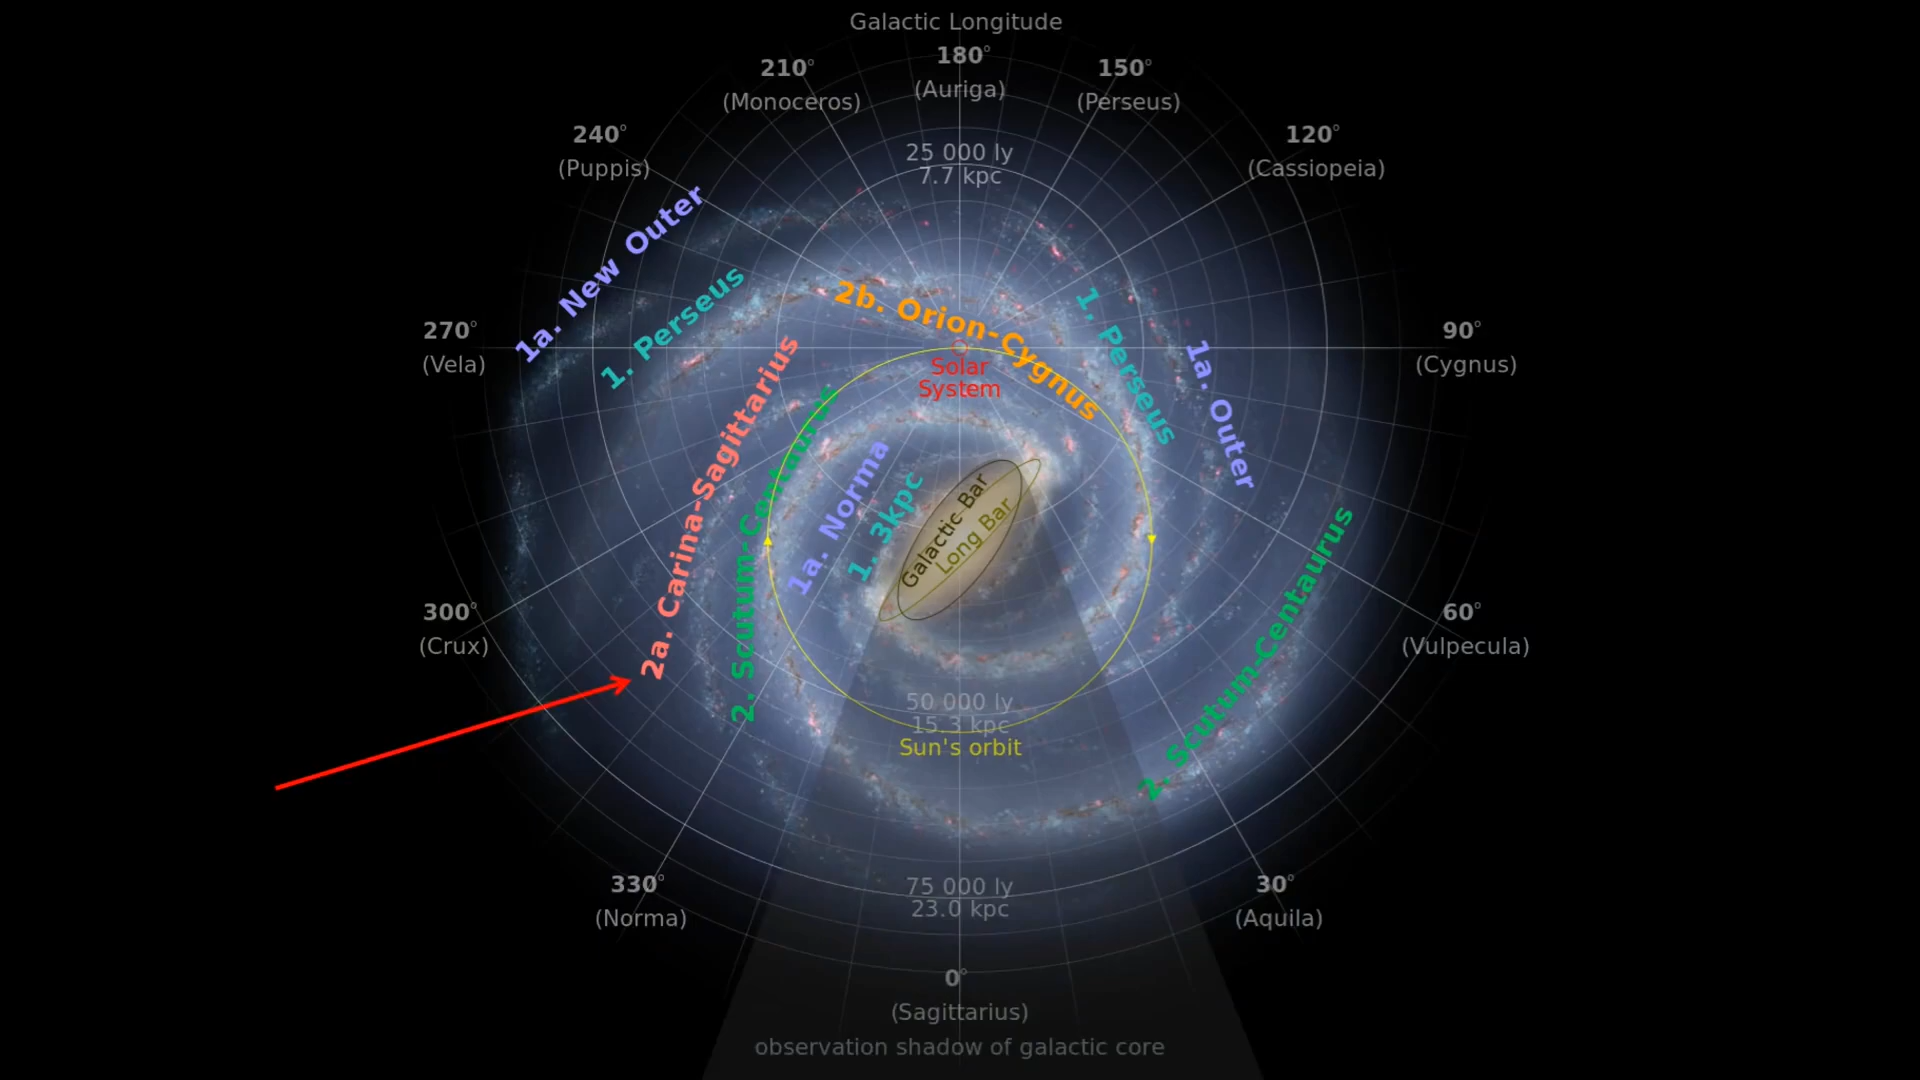 Galactic Longitude
180°
(Auriga)
210°
(Monoceros)
150°
(Perseus)
240°
(Puppis)
120°
(Cassiopeia)
25 000 ly
7.7 kpc
1a. New Outer
1. Perseus
2b. Orion-Cygnus
1. Perseus
1a. Outer
270°
(Vela)
90°
(Cygnus)
Solar
System
2a. Carina-Sagittarius
2. Scutum-Centaurus
1a. Norma
1. 3kpc
Galactic Bar
Long Bar
2. Scutum-Centaurus
300°
(Crux)
60°
(Vulpecula)
50 000 ly
15.3 kpc
Sun's orbit
330°
(Norma)
75 000 ly
23.0 kpc
30°
(Aquila)
0°
(Sagittarius)
observation shadow of galactic core